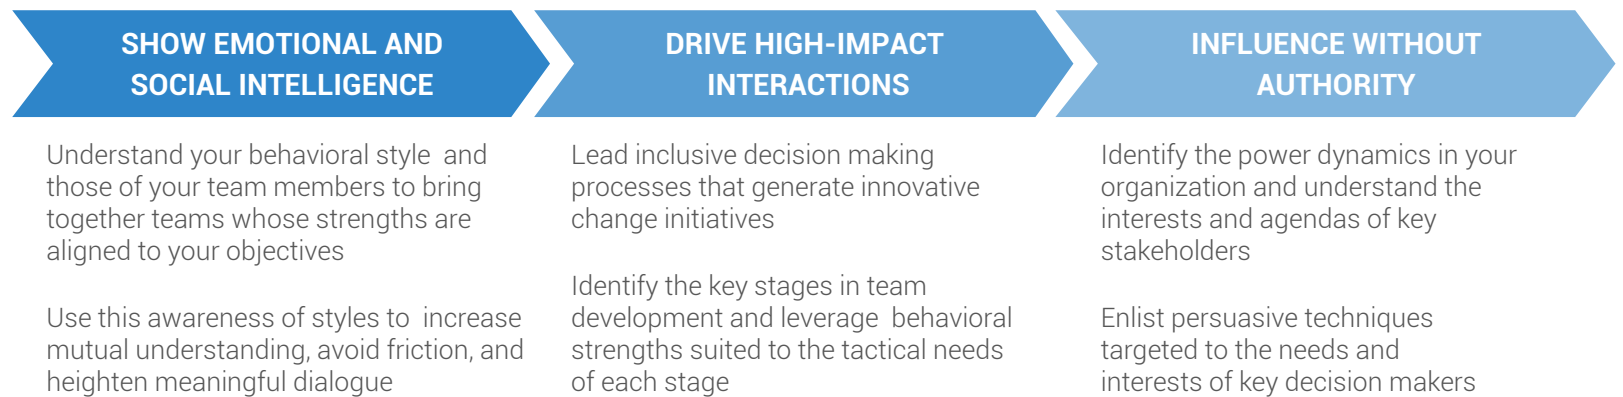 SHOW EMOTIONAL AND
SOCIAL INTELLIGENCE
Understand your behavioral style  and
those of your team members to bring
together teams whose strengths are
aligned to your objectives
Use this awareness of styles to  increase
mutual understanding, avoid friction, and
heighten meaningful dialogue
DRIVE HIGH-IMPACT
INTERACTIONS
Lead inclusive decision making
processes that generate innovative
change initiatives
Identify the key stages in team
development and leverage  behavioral
strengths suited to the tactical needs
of each stage
INFLUENCE WITHOUT
AUTHORITY
Identify the power dynamics in your
organization and understand the
interests and agendas of key
stakeholders
Enlist persuasive techniques
targeted to the needs and
interests of key decision makers